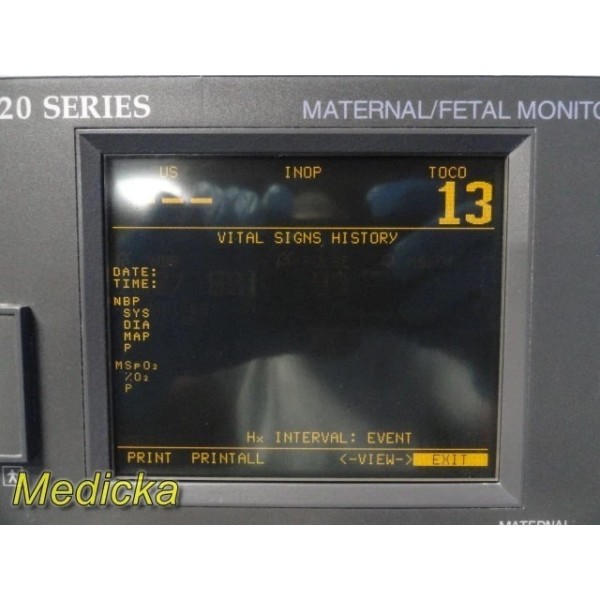 20 SERIES
MATERNAL/FETAL MONITO
US INOP TOCO
--- 13
VITAL SIGNS HISTORY
DATE:
TIME:
NBP
SYS
DIA
MAP
P
MSpO₂
%O₂
P
Hx INTERVAL: EVENT
PRINT PRINTALL <-VIEW-> EXIT
Medicka
MATERNAL